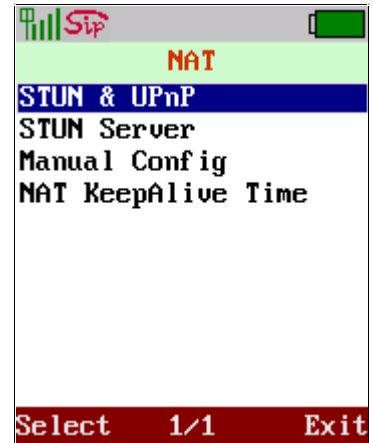 Sip
NAT
STUN & UPnP
STUN Server
Manual Config
NAT KeepAlive Time
Select 1/1 Exit